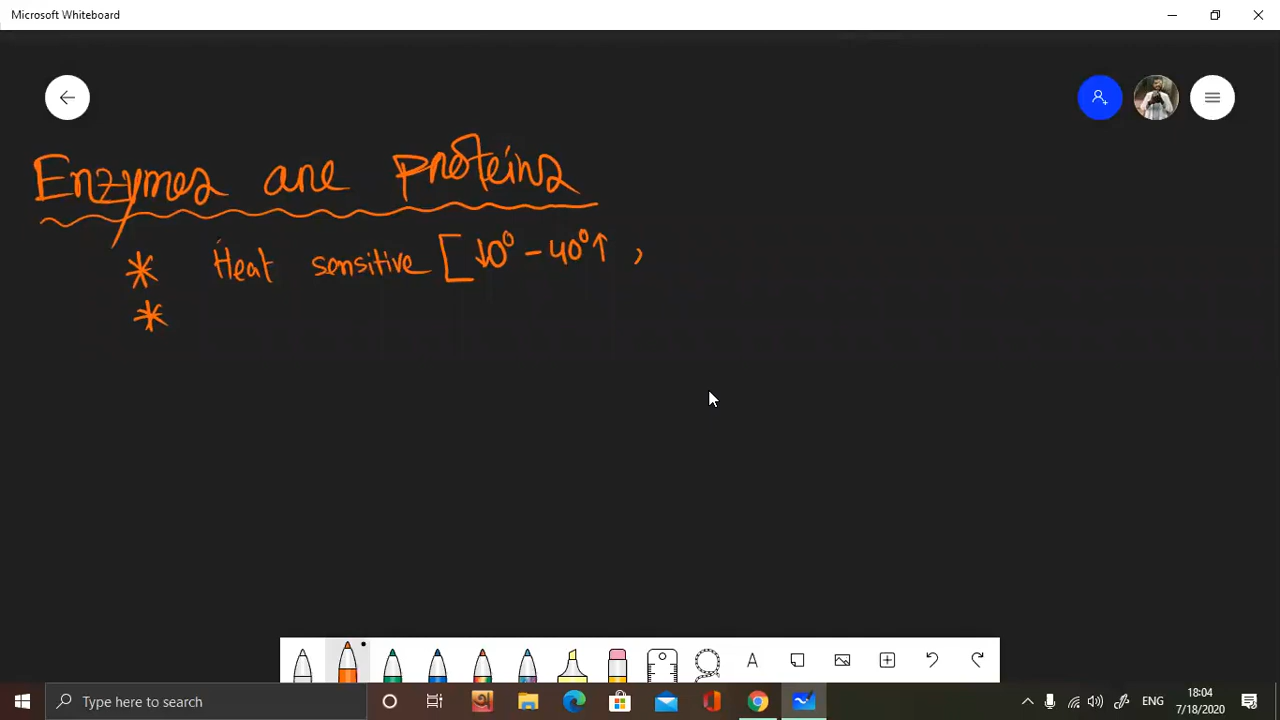 Microsoft Whiteboard
Enzymes are proteins
* Heat sensitive [↓10° - 40°↑ ,
*
A
Type here to search
ENG
18:04
7/18/2020